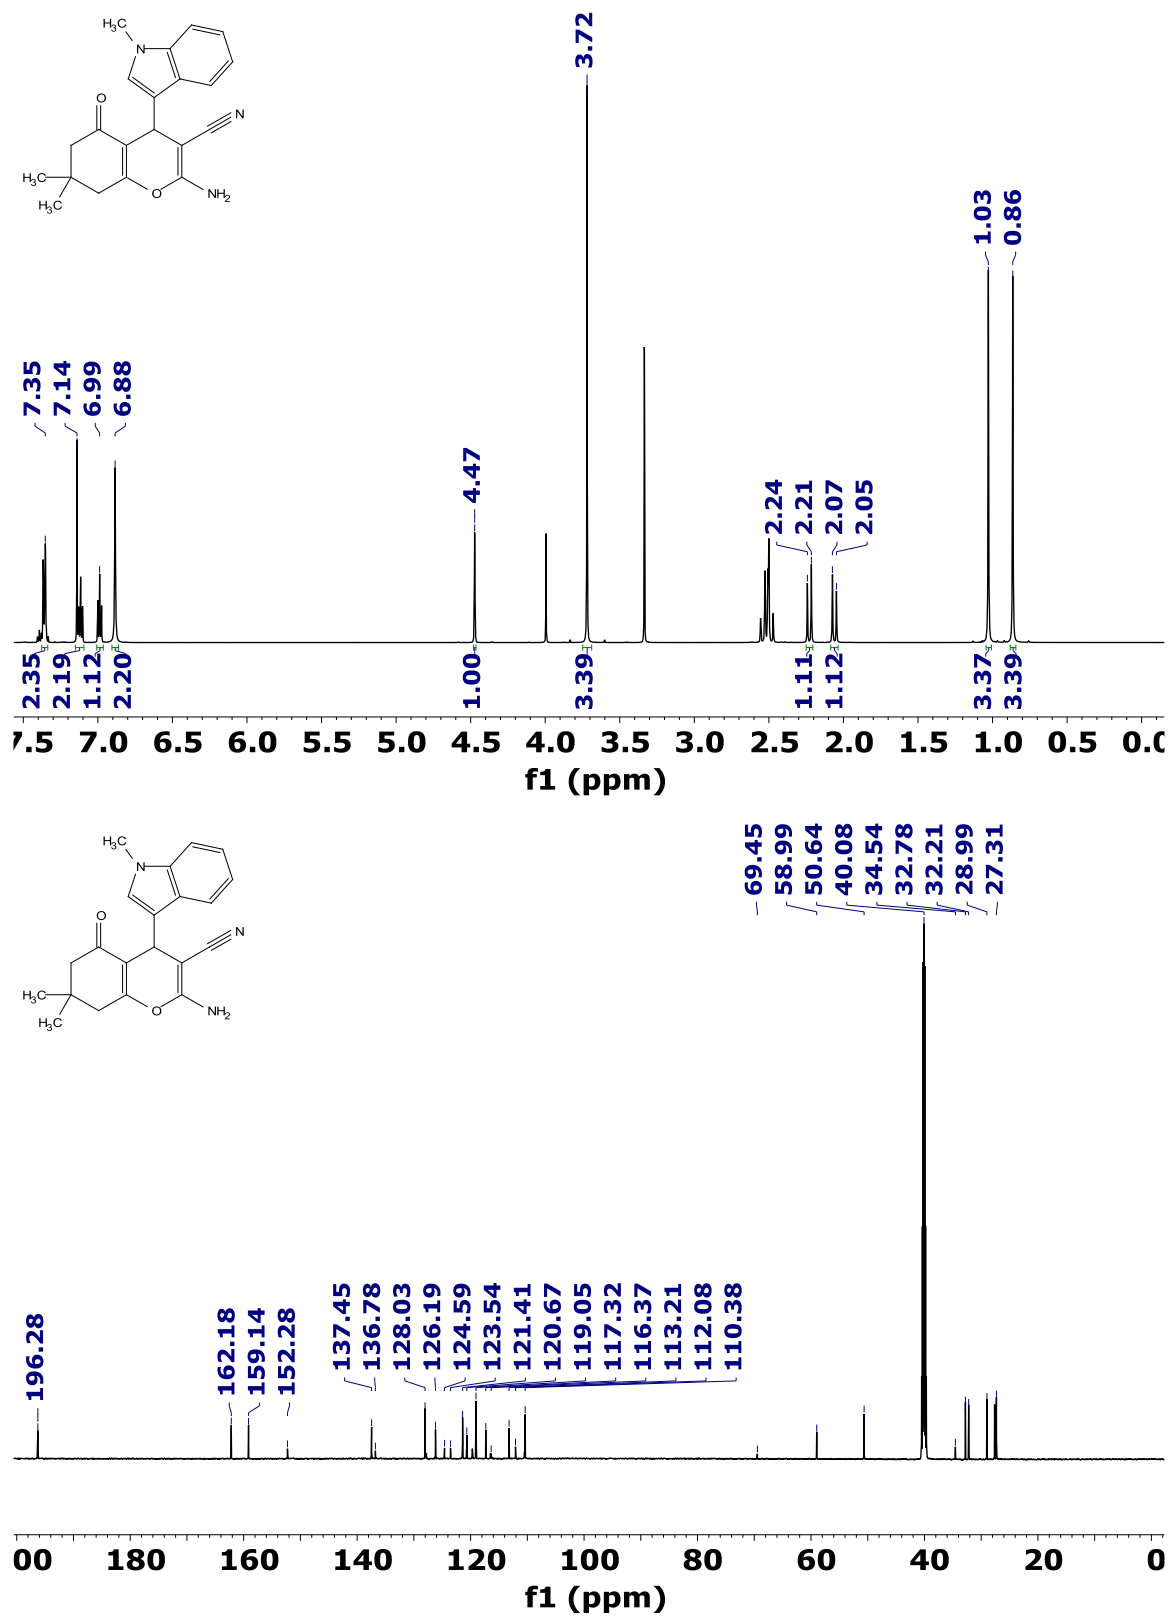 H₃C
N
O
N
H₃C
H₃C
O
NH₂
3.72
1.03
0.86
7.35
7.14
6.99
6.88
4.47
2.24
2.21
2.07
2.05
2.35
2.19
1.12
2.20
1.00
3.39
1.11
1.12
3.37
3.39
7.5 7.0 6.5 6.0 5.5 5.0 4.5 4.0 3.5 3.0 2.5 2.0 1.5 1.0 0.5 0.0
f1 (ppm)
H₃C
N
O
N
H₃C
H₃C
O
NH₂
69.45
58.99
50.64
40.08
34.54
32.78
32.21
28.99
27.31
196.28
162.18
159.14
152.28
137.45
136.78
128.03
126.19
124.59
123.54
121.41
120.67
119.05
117.32
116.37
113.21
112.08
110.38
00 180 160 140 120 100 80 60 40 20 0
f1 (ppm)